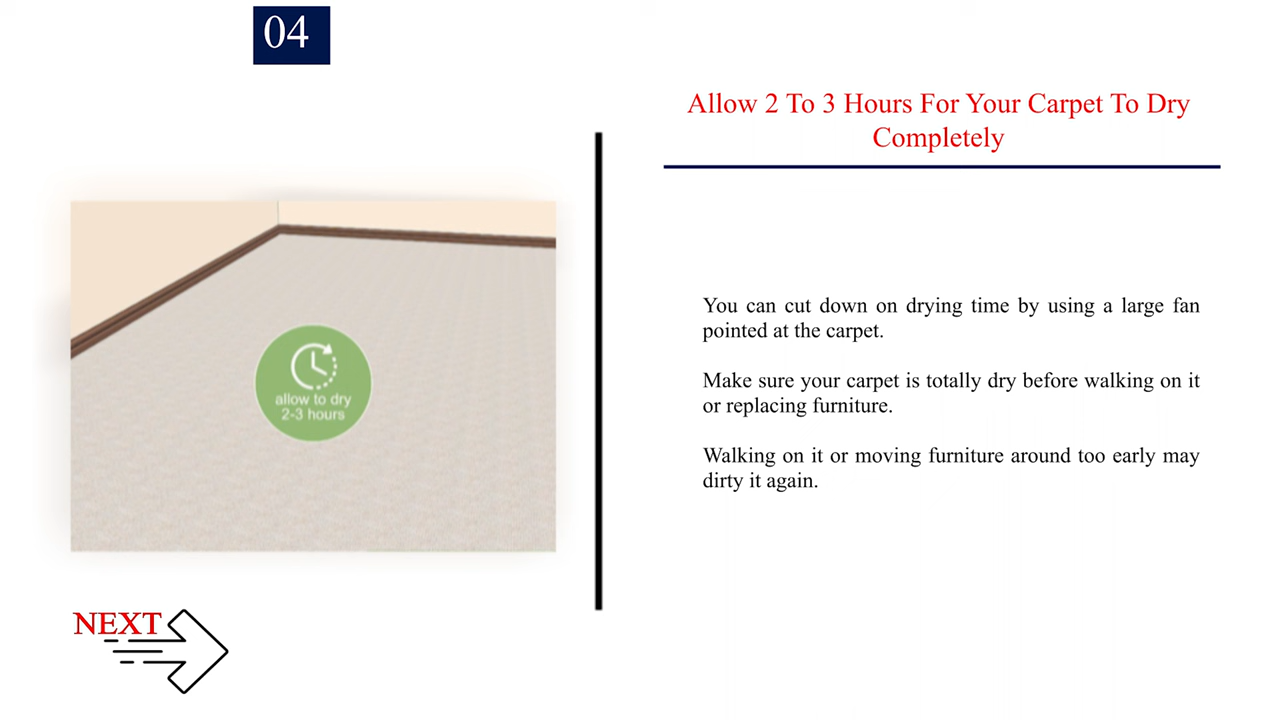 04
Allow 2 To 3 Hours For Your Carpet To Dry
Completely
allow to dry
2-3 hours
You can cut down on drying time by using a large fan
pointed at the carpet.
Make sure your carpet is totally dry before walking on it
or replacing furniture.
Walking on it or moving furniture around too early may
dirty it again.
NEXT